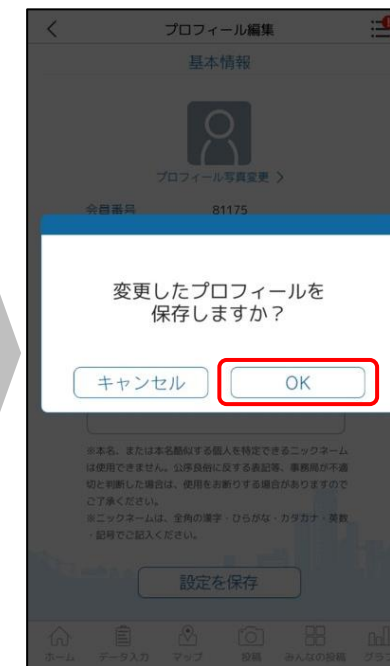 プロフィール編集
基本情報
プロフィール写真変更 >
会員番号 81175
変更したプロフィールを
保存しますか?
キャンセル OK
※本名、または本名酷似する個人を特定できるニックネーム
は使用できません。公序良俗に反する表記等、事務局が不適
切と判断した場合は、使用をお断りする場合がありますので
ご了承ください。
※ニックネームは、全角の漢字・ひらがな・カタカナ・英数
・記号でご記入ください。
設定を保存
ホーム データ入力 マップ 投稿 みんなの投稿 グラフ